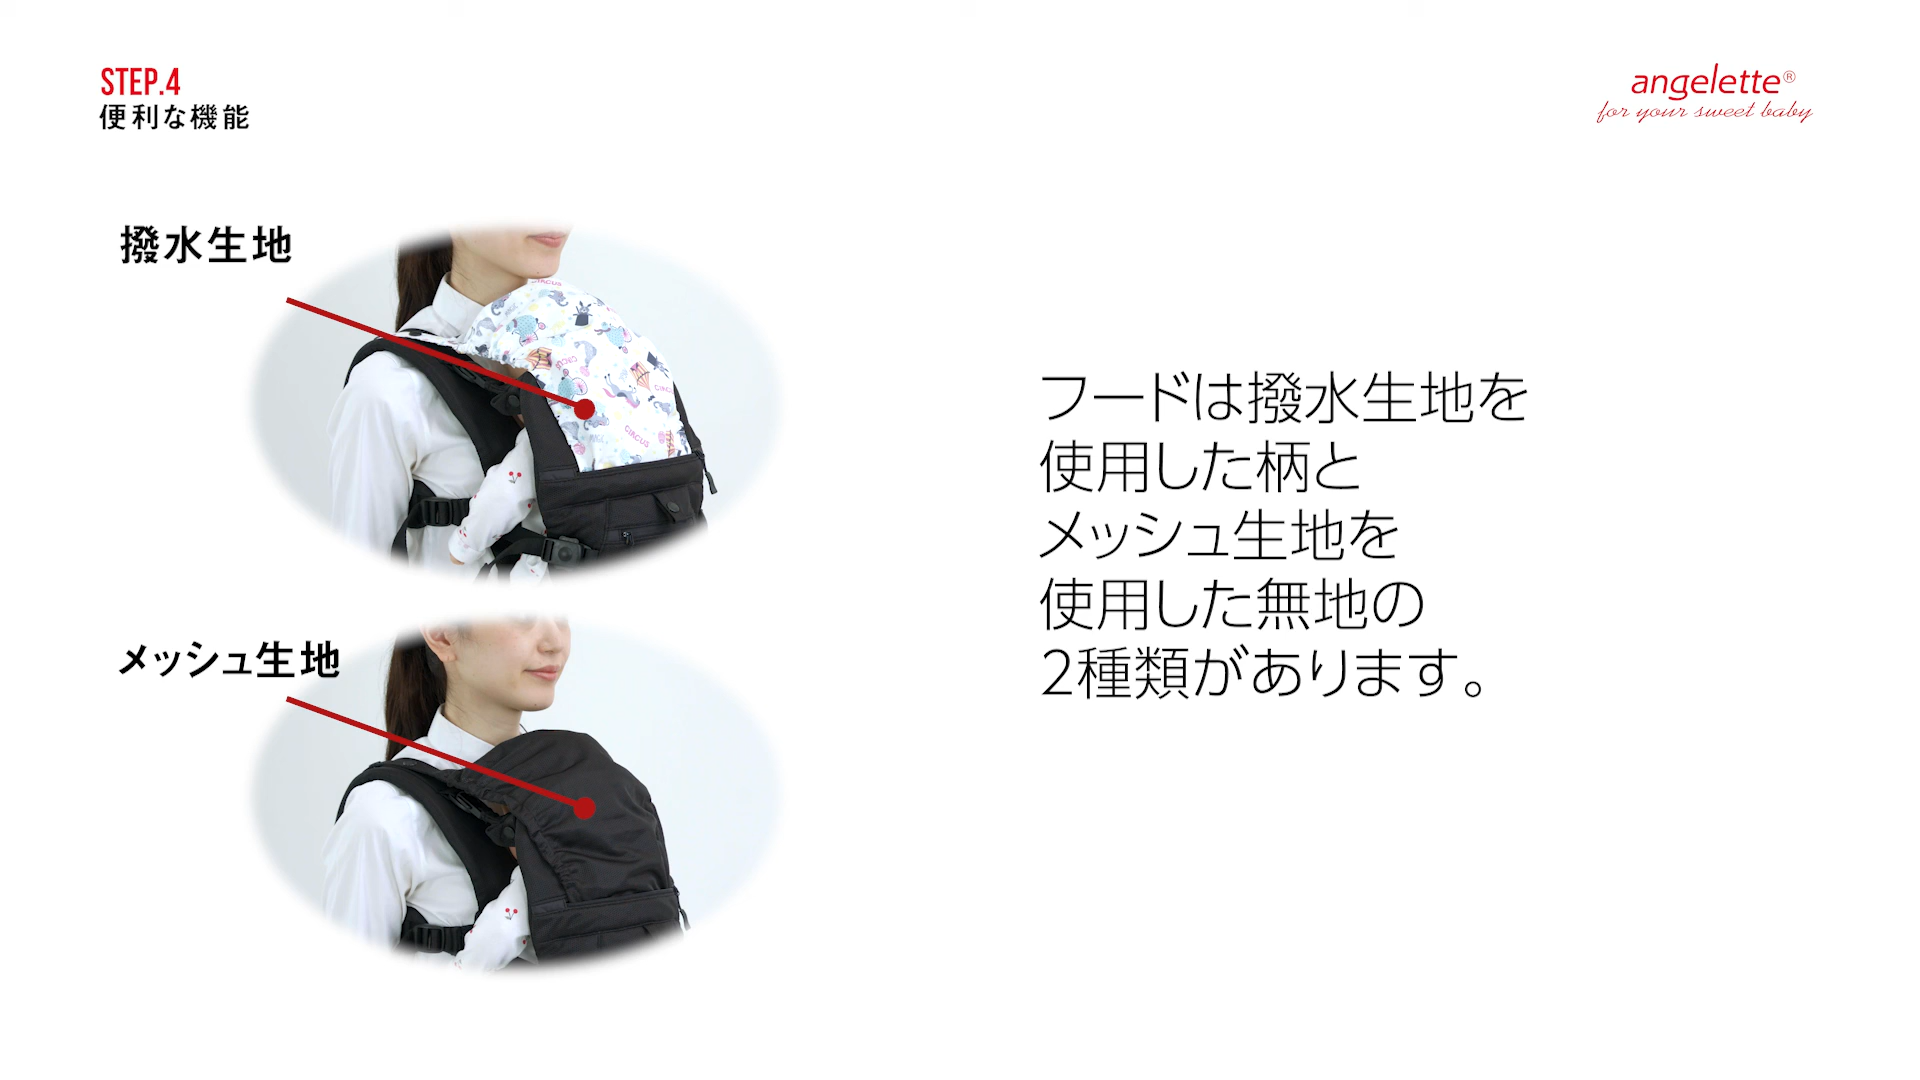 STEP.4
便利な機能
angelette®
for your sweet baby
撥水生地
CIRCUS
CIRCUS
CIRCUS
メッシュ生地
フードは撥水生地を
使用した柄と
メッシュ生地を
使用した無地の
2種類があります。